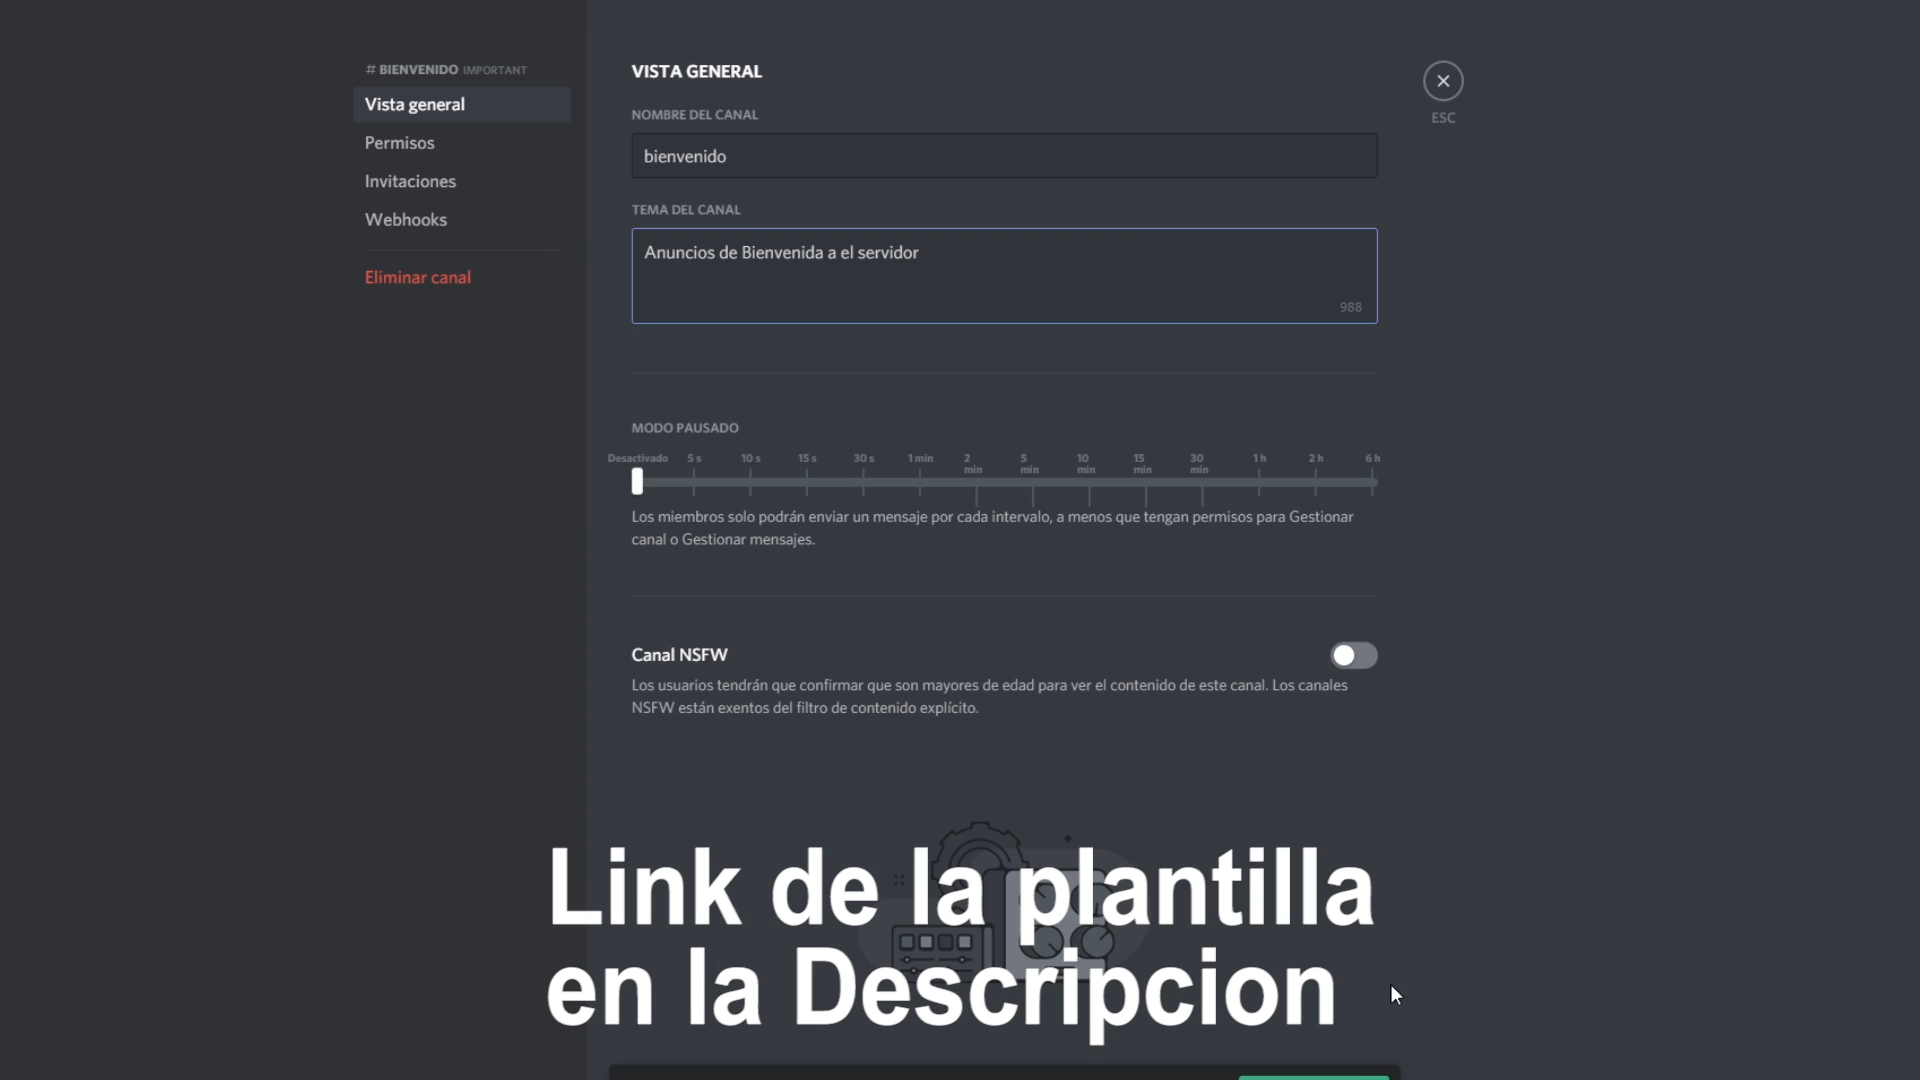 # BIENVENIDO IMPORTANT
Vista general
Permisos
Invitaciones
Webhooks
Eliminar canal
VISTA GENERAL
ESC
NOMBRE DEL CANAL
bienvenido
TEMA DEL CANAL
Anuncios de Bienvenida a el servidor
988
MODO PAUSADO
Desactivado 5 s 10 s 15 s 30 s 1 min 2 min 5 min 10 min 15 min 30 min 1 h 2 h 6 h
Los miembros solo podrán enviar un mensaje por cada intervalo, a menos que tengan permisos para Gestionar
canal o Gestionar mensajes.
Canal NSFW
Los usuarios tendrán que confirmar que son mayores de edad para ver el contenido de este canal. Los canales
NSFW están exentos del filtro de contenido explícito.
Link de la plantilla
en la Descripcion